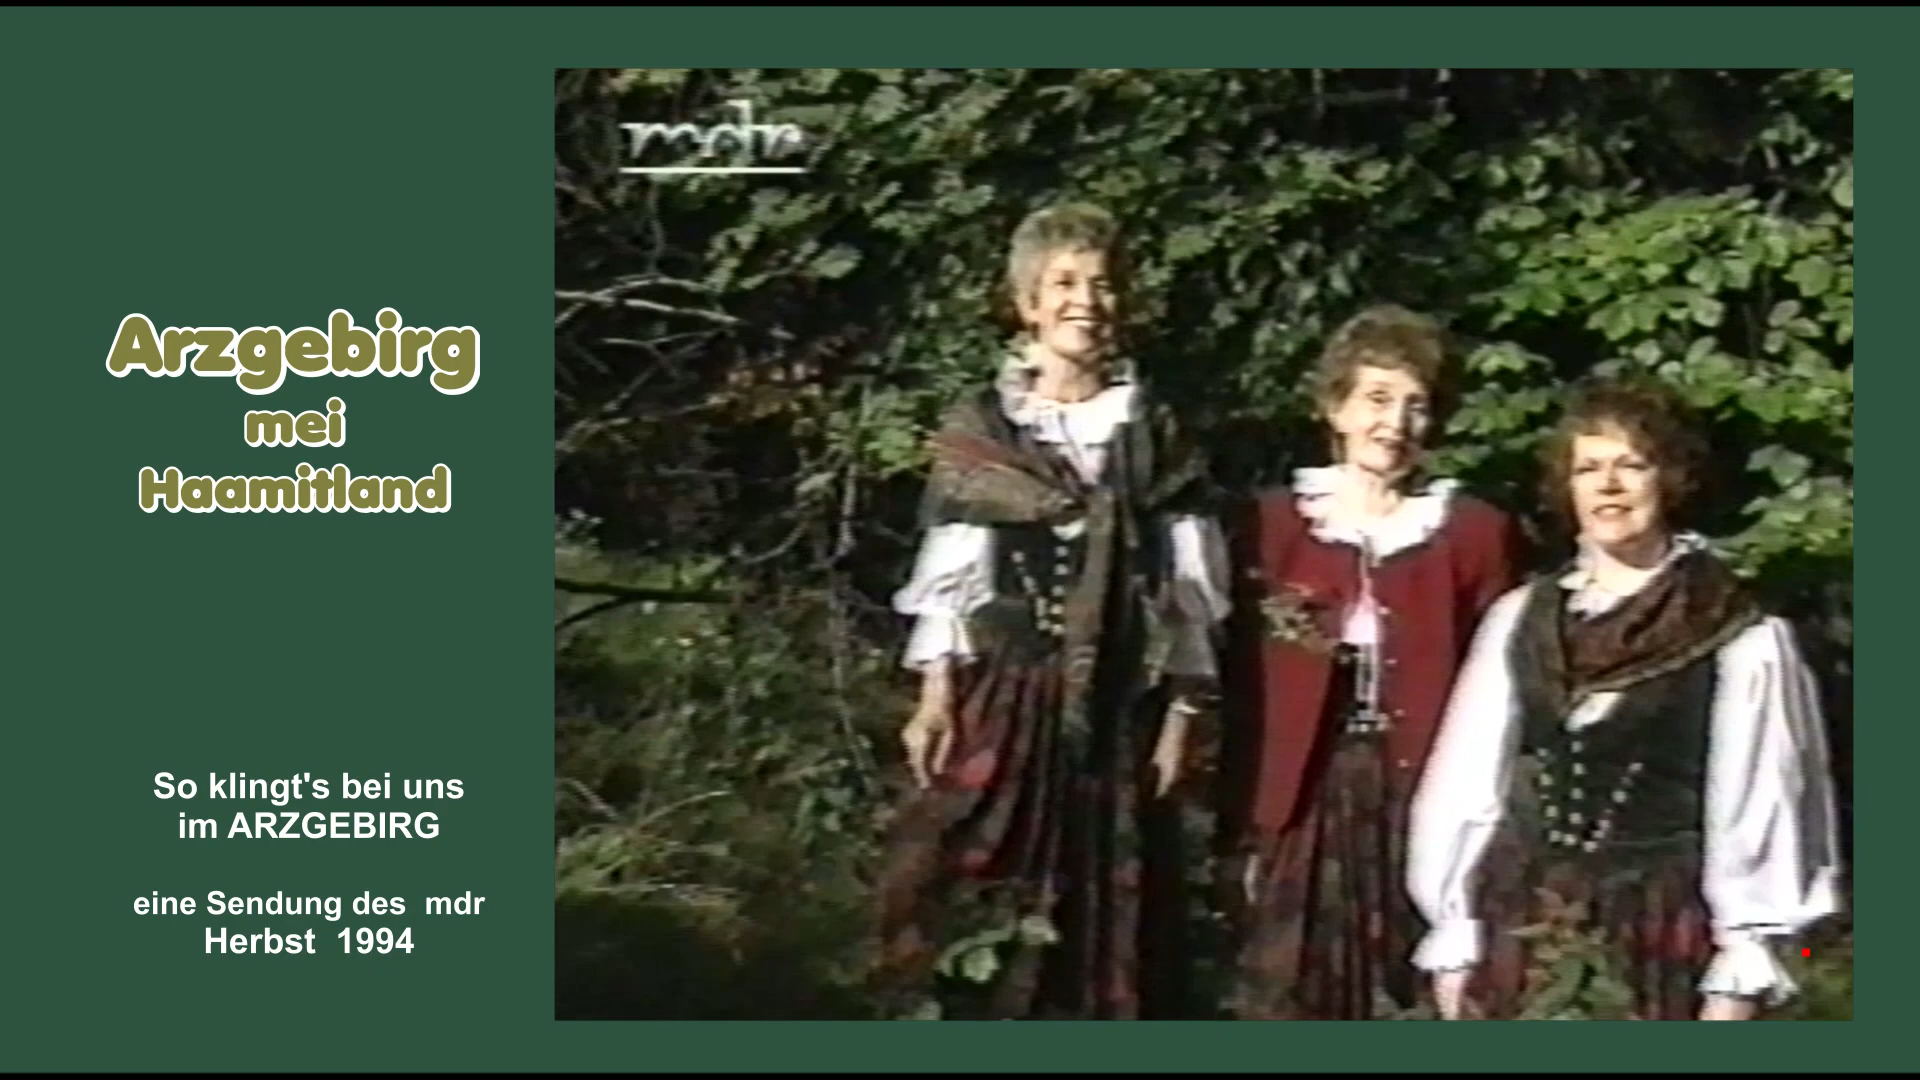 Arzgebirg
mei
Haamitland
So klingt's bei uns
im ARZGEBIRG
eine Sendung des mdr
Herbst 1994
mdr